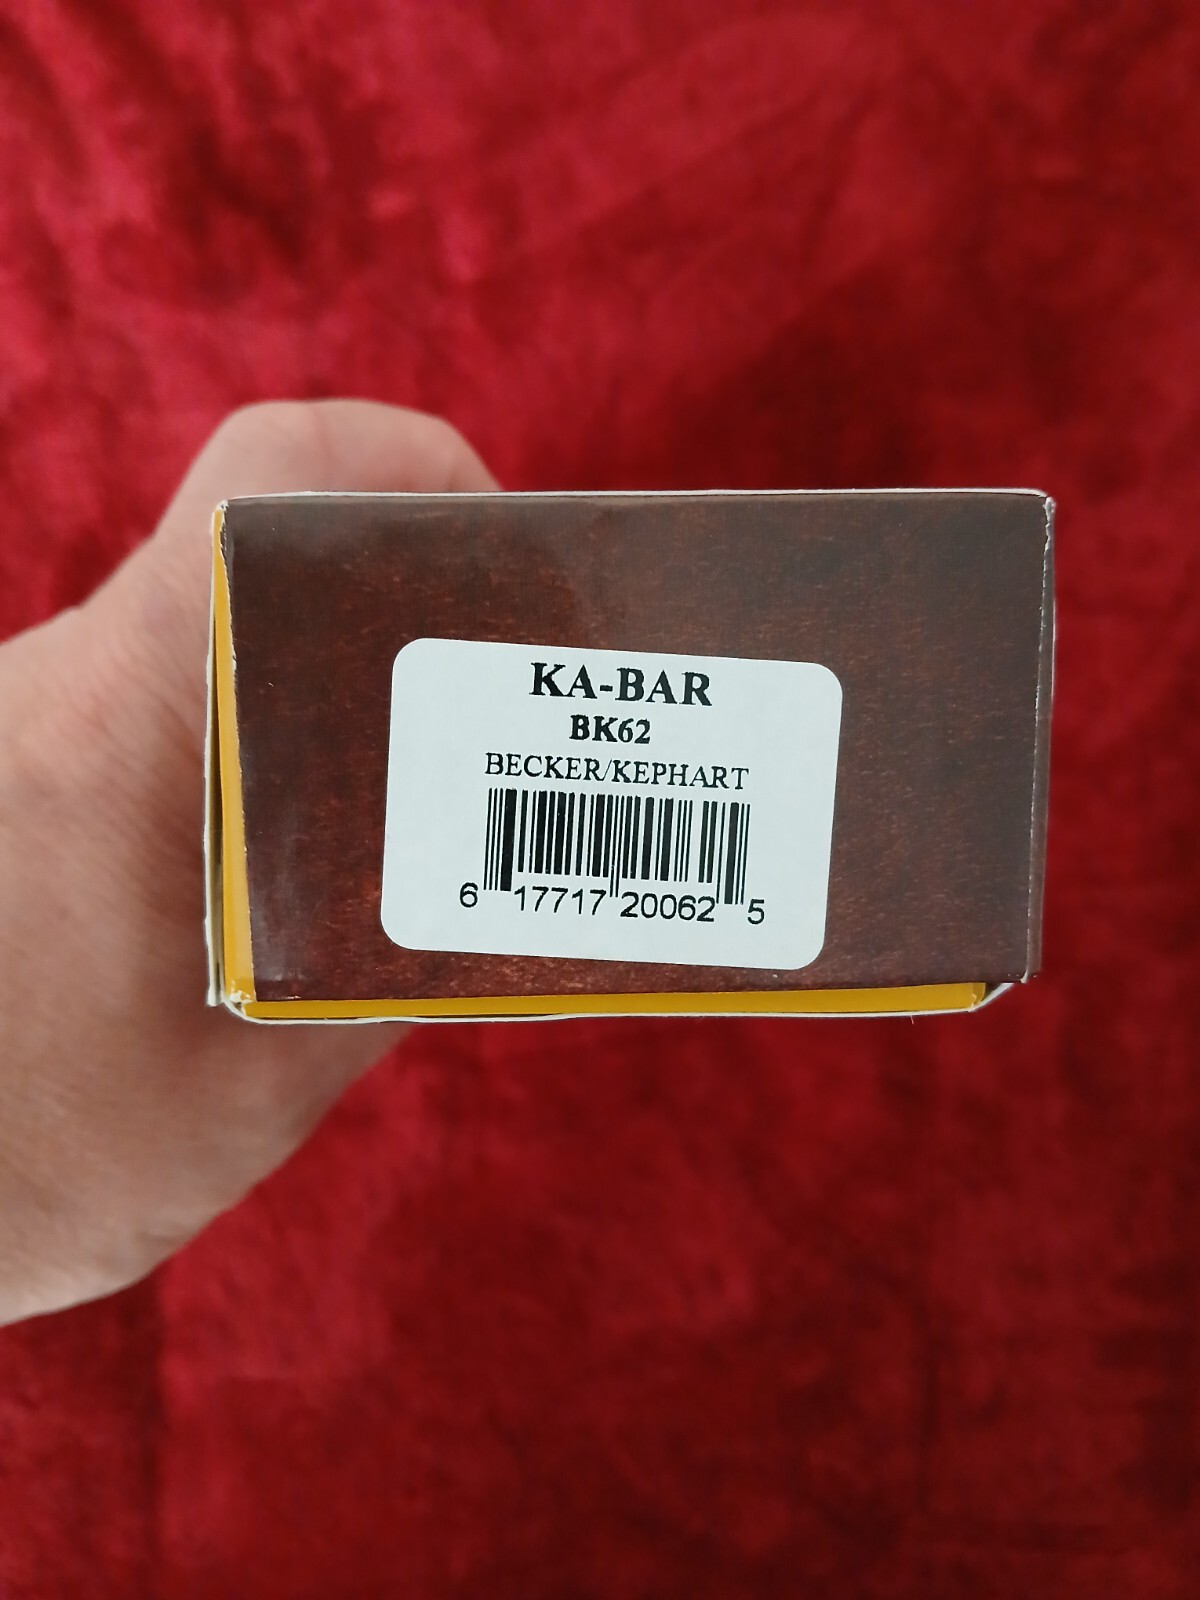 KA-BAR
BK62
BECKER/KEPHART
6 17717 20062 5